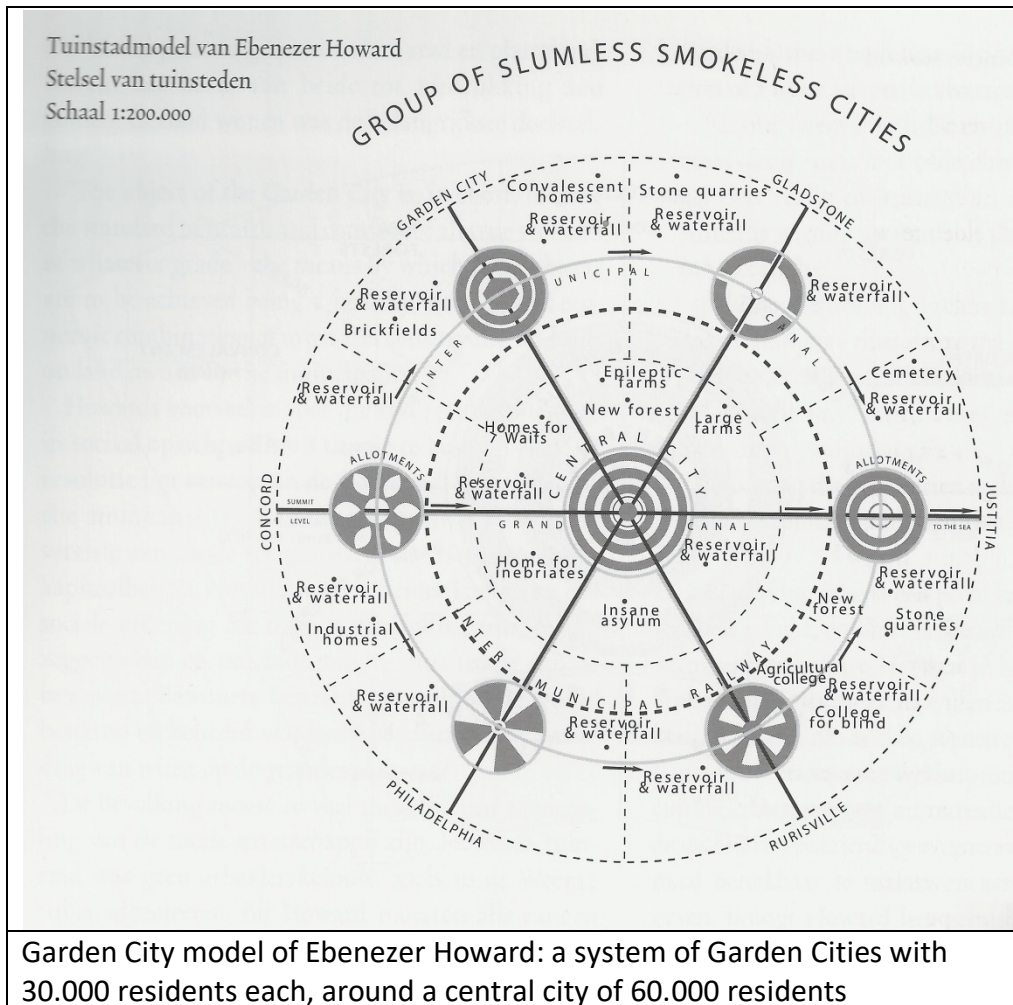 Tuinstadmodel van Ebenezer Howard
Stelsel van tuinsteden
Schaal 1:200.000
GROUP OF SLUMLESS SMOKELESS CITIES
GARDEN CITY
GLADSTONE
Convalescent
homes
Stone quarries
Reservoir
& waterfall
Reservoir
& waterfall
INTER MUNICIPAL CANAL
Reservoir
& waterfall
Brickfields
Reservoir
& waterfall
Reservoir
& waterfall
Cemetery
Reservoir
& waterfall
Epileptic
farms
New forest
Large
farms
Homes for
Waifs
CENTRAL CITY
ALLOTMENTS
ALLOTMENTS
Reservoir
& waterfall
CONCORD
SUMMIT
LEVEL
GRAND CANAL
TO THE SEA
JUSTITIA
Reservoir
& waterfall
Home for
inebriates
Insane
asylum
Reservoir
& waterfall
Industrial
homes
Reservoir
& waterfall
New
forest
Stone
quarries
INTER-MUNICIPAL RAILWAY
Agricultural
college
Reservoir
& waterfall
College
for blind
Reservoir
& waterfall
Reservoir
& waterfall
Reservoir
& waterfall
PHILADELPHIA
RURISVILLE
Garden City model of Ebenezer Howard: a system of Garden Cities with
30.000 residents each, around a central city of 60.000 residents